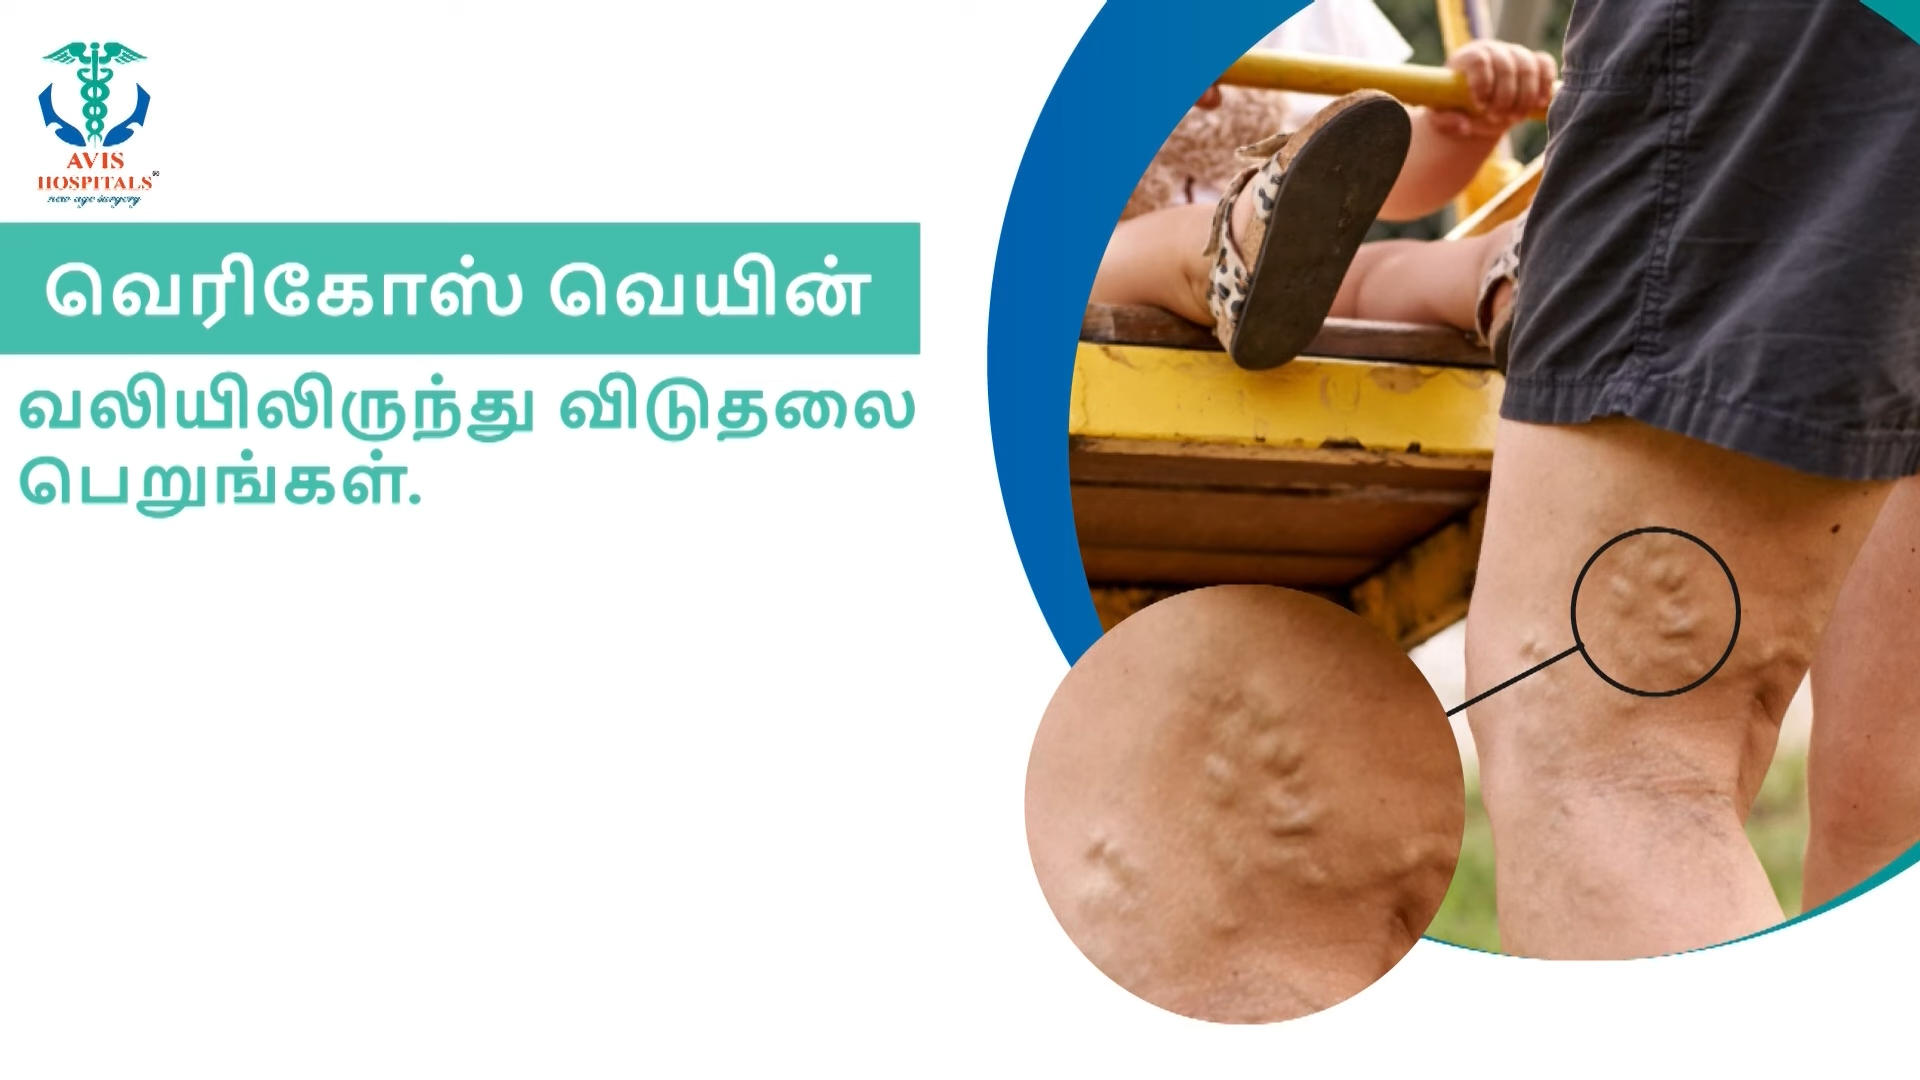 AVIS
HOSPITALS
new age surgery
வெரிகோஸ் வெயின்
வலியிலிருந்து விடுதலை
பெறுங்கள்.